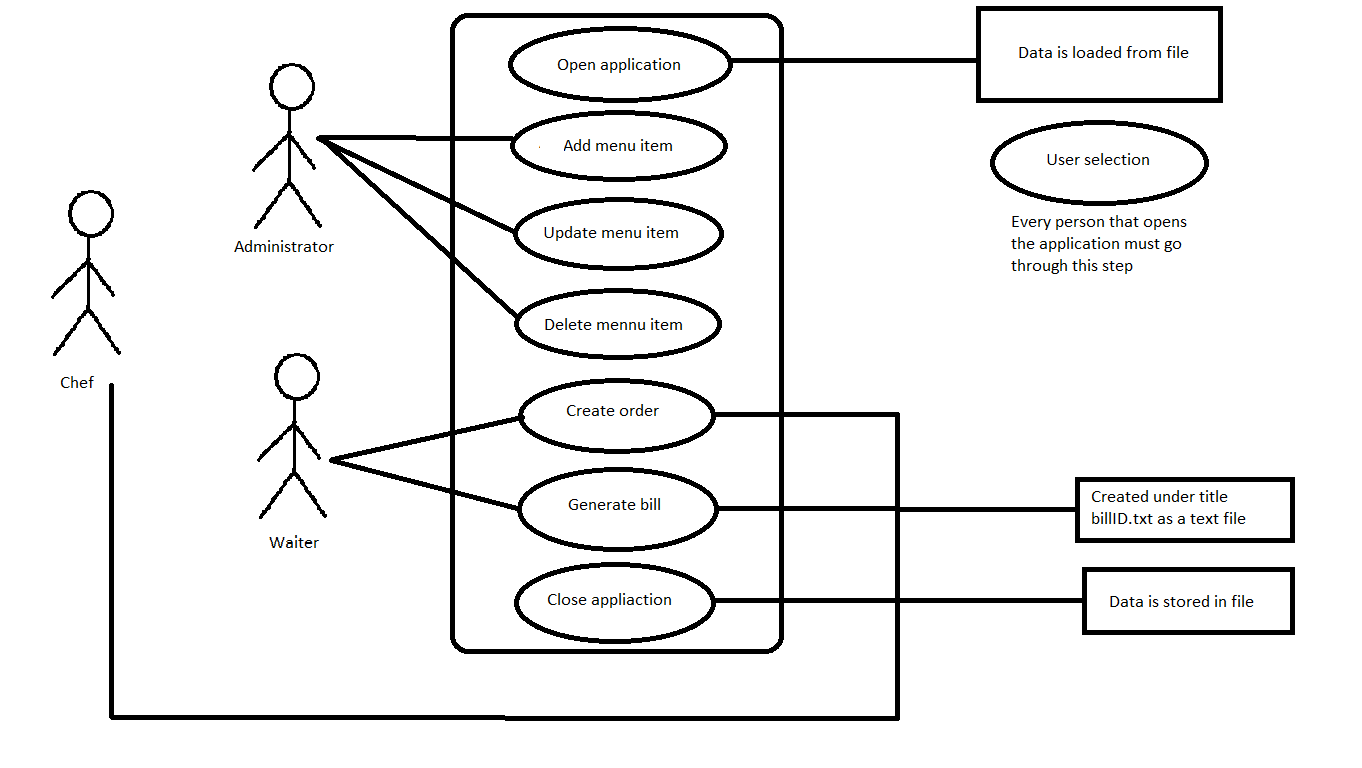 Open application
Data is loaded from file
Add menu item
User selection
Every person that opens
the application must go
through this step
Update menu item
Administrator
Delete mennu item
Chef
Create order
Generate bill
Created under title
billID.txt as a text file
Waiter
Close appliaction
Data is stored in file